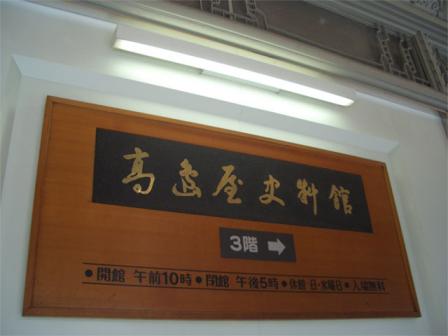 高島屋史料館
3階 ➡
●開館 午前10時 ●閉館 午後5時 ●休館 日・水曜日 ●入場無料